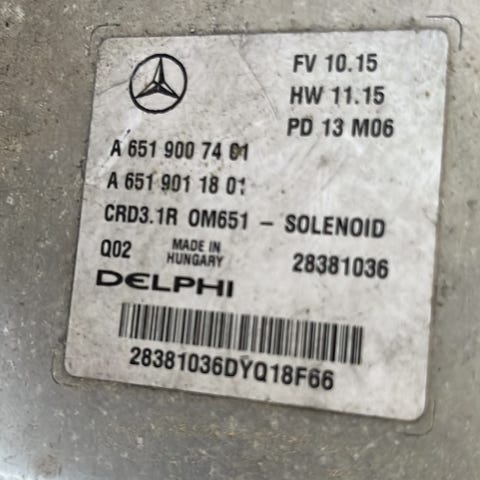 FV 10.15
HW 11.15
PD 13 M06
A 651 900 74 01
A 651 901 18 01
CRD3.1R OM651 - SOLENOID
Q02 MADE IN HUNGARY 28381036
DELPHI
28381036DYQ18F66